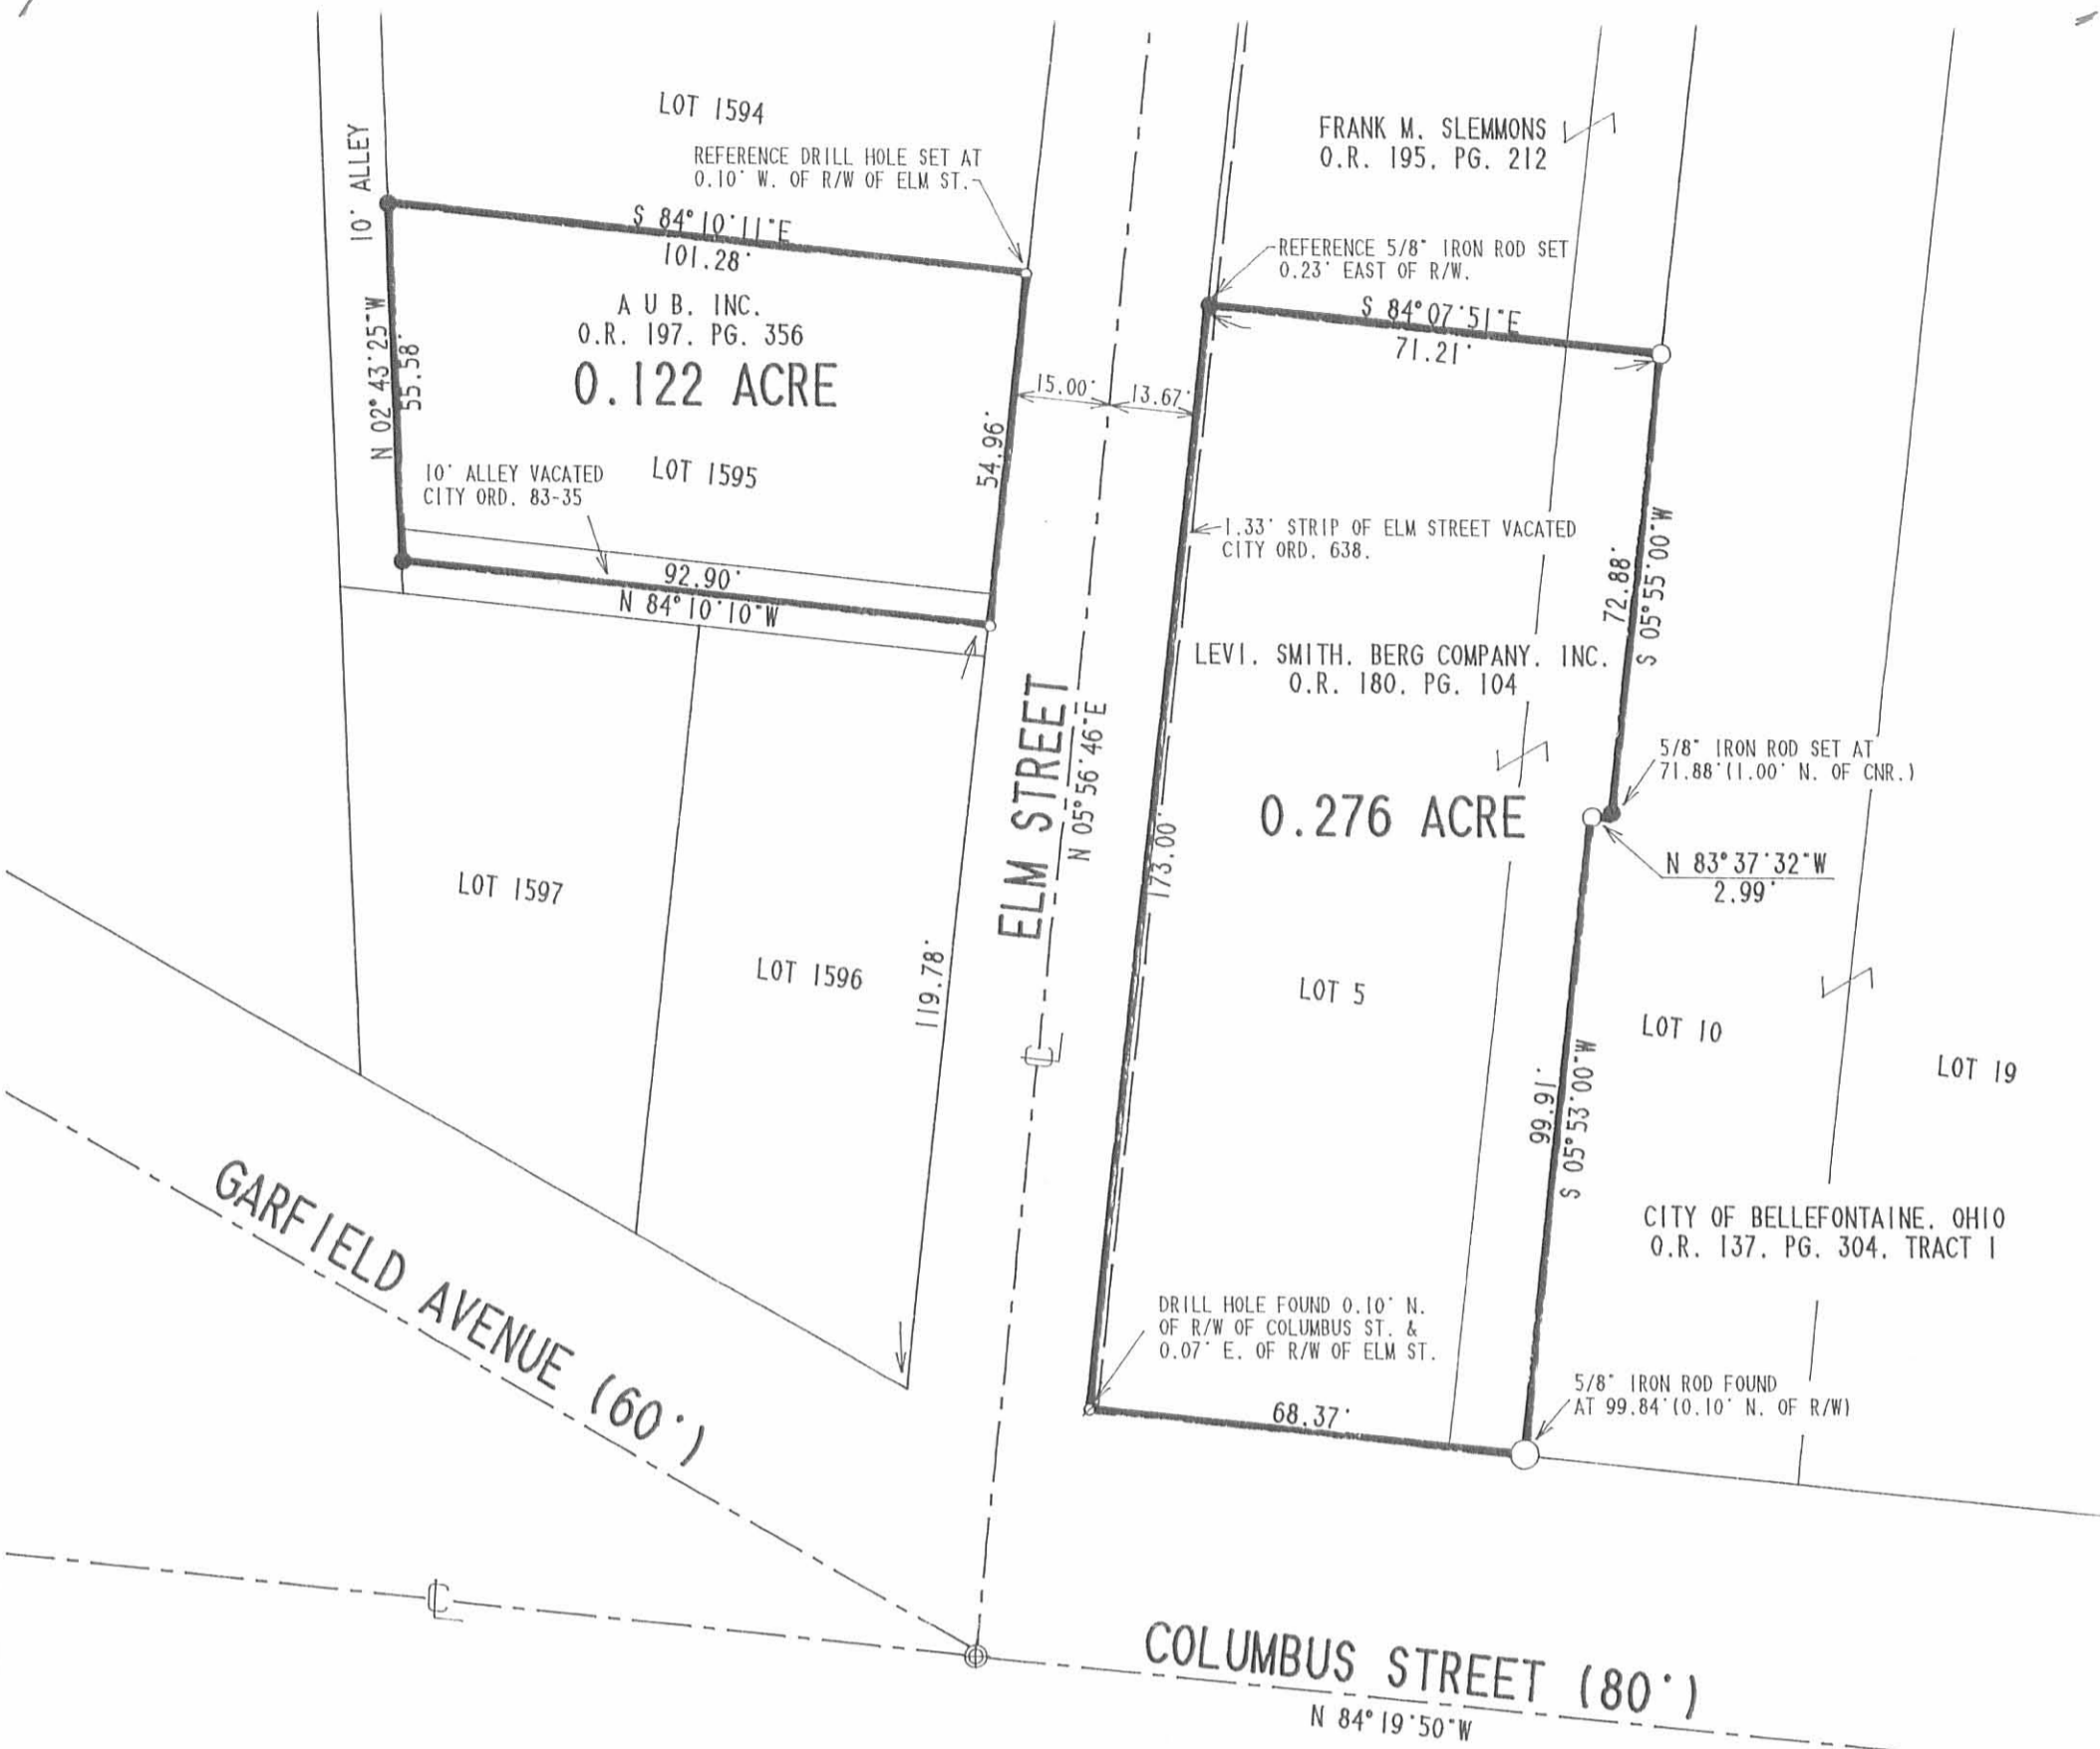 LOT 1594
10' ALLEY
REFERENCE DRILL HOLE SET AT
0.10' W. OF R/W OF ELM ST.
FRANK M. SLEMMONS
O.R. 195. PG. 212
S 84°10'11"E
101.28'
A U B. INC.
O.R. 197. PG. 356
0.122 ACRE
N 02°43'25"W
55.58'
54.96'
10' ALLEY VACATED
CITY ORD. 83-35
LOT 1595
92.90'
N 84°10'10"W
REFERENCE 5/8" IRON ROD SET
0.23' EAST OF R/W.
S 84°07'51"E
71.21'
15.00'
13.67'
1.33' STRIP OF ELM STREET VACATED
CITY ORD. 638.
72.88'
S 05°55'00"W
LEVI. SMITH. BERG COMPANY. INC.
O.R. 180. PG. 104
ELM STREET
N 05°56'46"E
173.00'
0.276 ACRE
5/8" IRON ROD SET AT
71.88'(1.00' N. OF CNR.)
N 83°37'32"W
2.99'
LOT 1597
LOT 1596
119.78'
LOT 5
LOT 10
LOT 19
99.91'
S 05°53'00"W
CITY OF BELLEFONTAINE. OHIO
O.R. 137. PG. 304. TRACT 1
GARFIELD AVENUE (60')
DRILL HOLE FOUND 0.10' N.
OF R/W OF COLUMBUS ST. &
0.07' E. OF R/W OF ELM ST.
68.37'
5/8" IRON ROD FOUND
AT 99.84'(0.10' N. OF R/W)
COLUMBUS STREET (80')
N 84°19'50"W